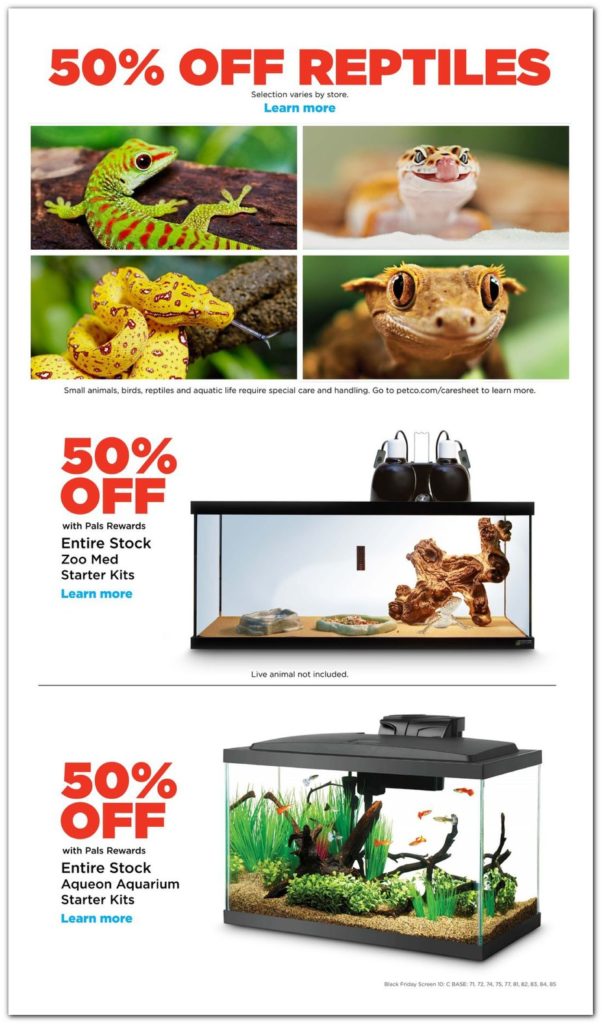 50% OFF REPTILES
Selection varies by store.
Learn more
Small animals, birds, reptiles and aquatic life require special care and handling. Go to petco.com/caresheet to learn more.
50%
OFF
with Pals Rewards
Entire Stock
Zoo Med
Starter Kits
Learn more
Live animal not included.
50%
OFF
with Pals Rewards
Entire Stock
Aqueon Aquarium
Starter Kits
Learn more
Black Friday Screen 10: C BASE: 71, 72, 74, 75, 77, 81, 82, 83, 84, 85